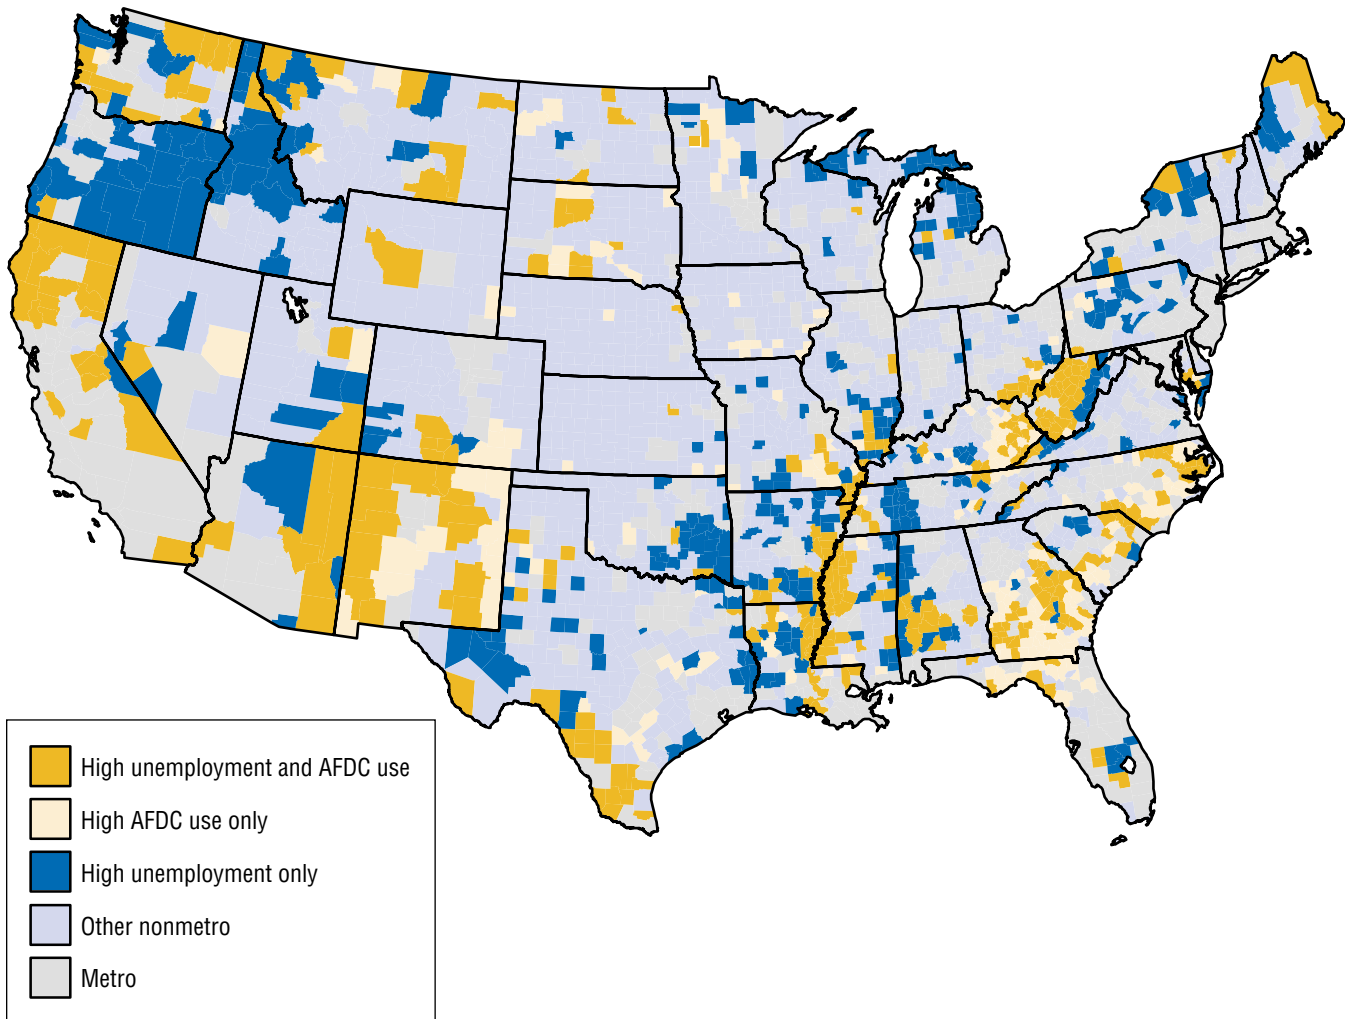 High unemployment and AFDC use
High AFDC use only
High unemployment only
Other nonmetro
Metro